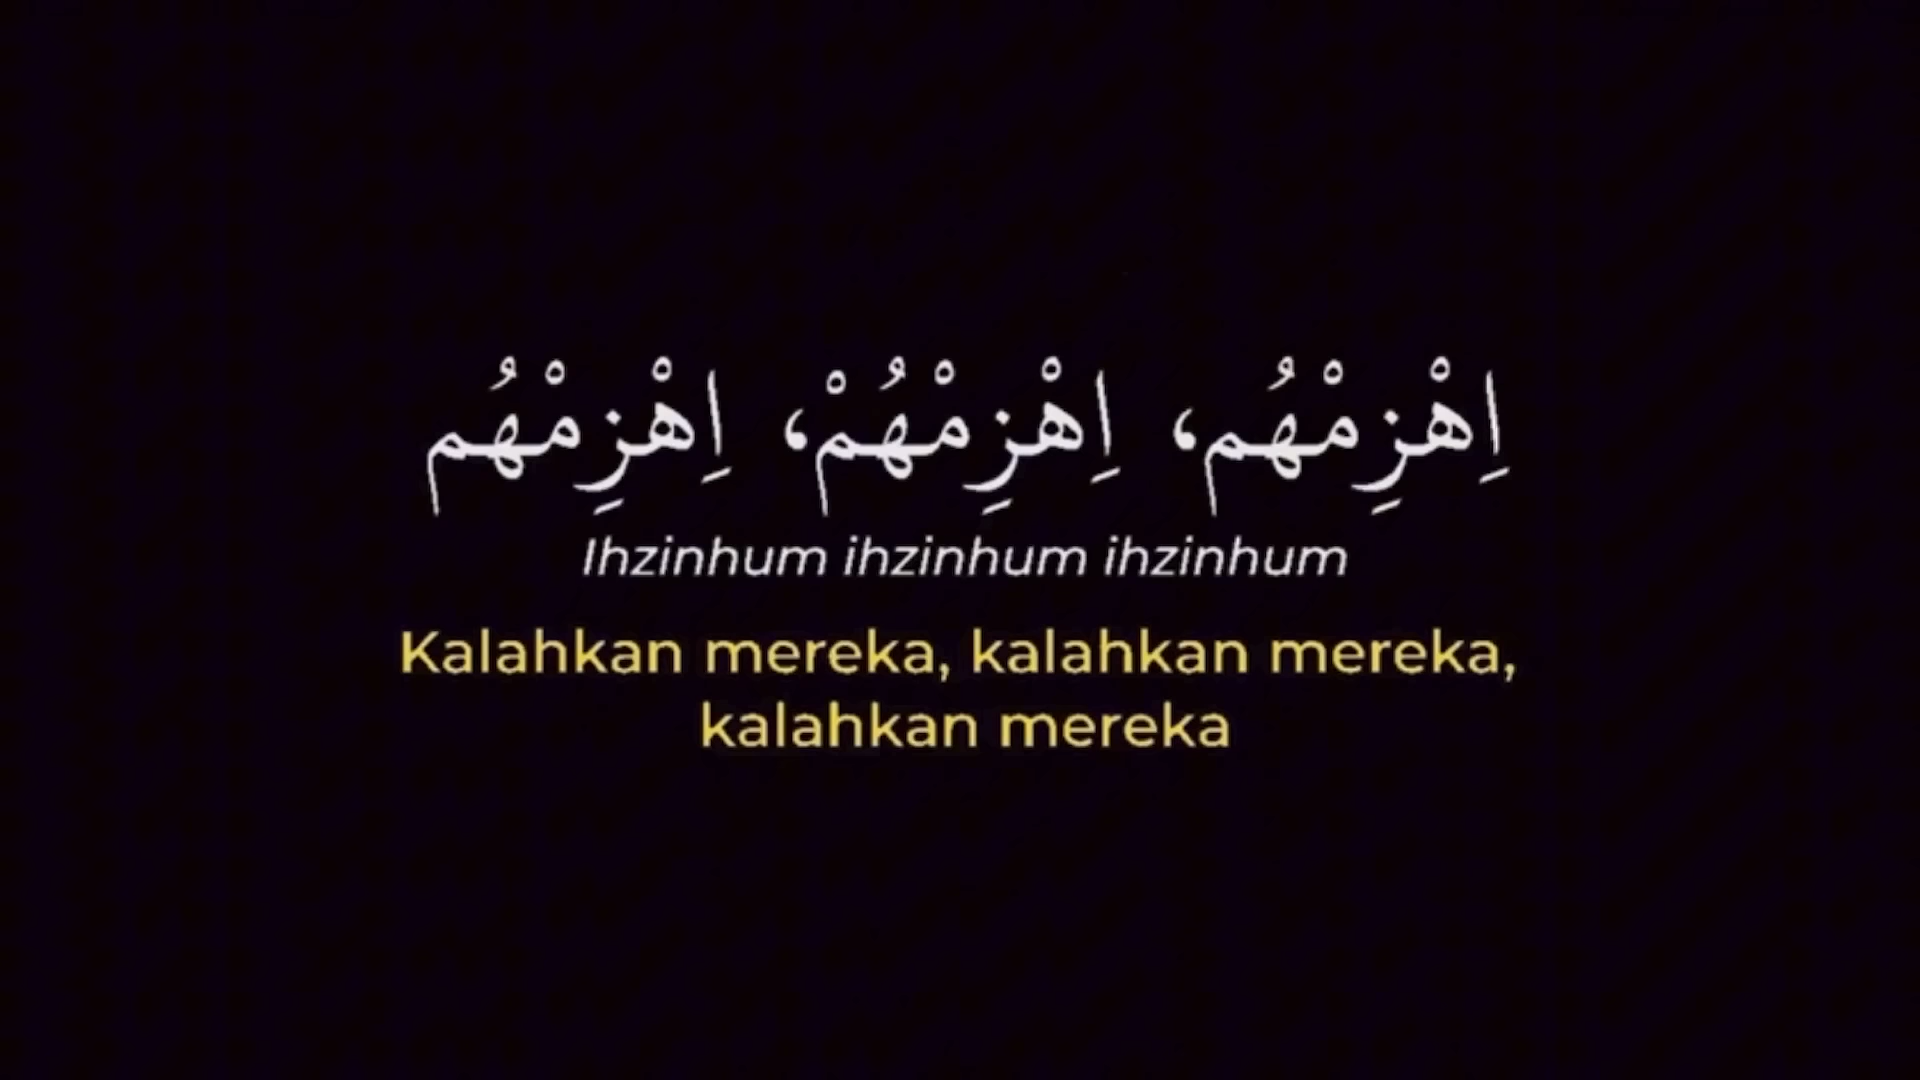 اِهْزِمْهُم، اِهْزِمْهُمْ، اِهْزِمْهُم
Ihzinhum ihzinhum ihzinhum
Kalahkan mereka, kalahkan mereka,
kalahkan mereka